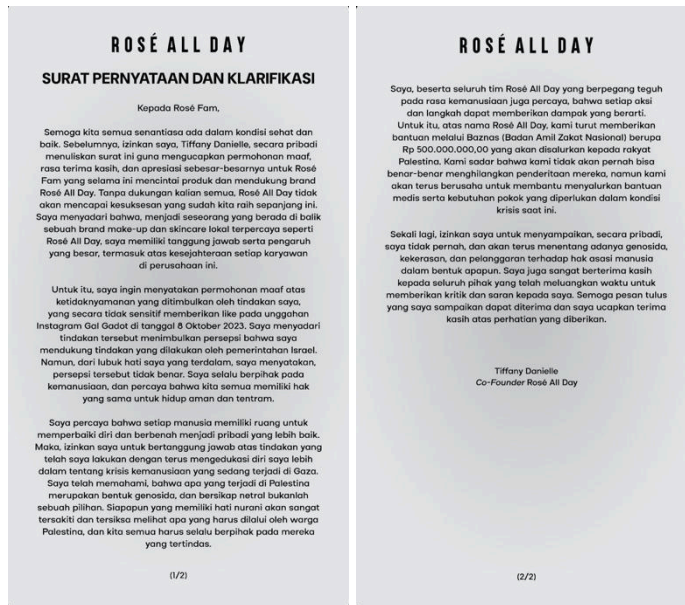 ROSÉ ALL DAY
SURAT PERNYATAAN DAN KLARIFIKASI
Kepada Rosé Fam,
Semoga kita semua senantiasa ada dalam kondisi sehat dan
baik. Sebelumnya, izinkan saya, Tiffany Danielle, secara pribadi
menuliskan surat ini guna mengucapkan permohonan maaf,
rasa terima kasih, dan apresiasi sebesar-besarnya untuk Rosé
Fam yang selama ini mencintai produk dan mendukung brand
Rosé All Day. Tanpa dukungan kalian semua, Rosé All Day tidak
akan mencapai kesuksesan yang sudah kita raih sepanjang ini.
Saya menyadari bahwa, menjadi seseorang yang berada di balik
sebuah brand make-up dan skincare lokal terpercaya seperti
Rosé All Day, saya memiliki tanggung jawab serta pengaruh
yang besar, termasuk atas kesejahteraan setiap karyawan
di perusahaan ini.
Untuk itu, saya ingin menyatakan permohonan maaf atas
ketidaknyamanan yang ditimbulkan oleh tindakan saya,
yang secara tidak sensitif memberikan like pada unggahan
Instagram Gal Gadot di tanggal 8 Oktober 2023. Saya menyadari
tindakan tersebut menimbulkan persepsi bahwa saya
mendukung tindakan yang dilakukan oleh pemerintahan Israel.
Namun, dari lubuk hati saya yang terdalam, saya menyatakan,
persepsi tersebut tidak benar. Saya selalu berpihak pada
kemanusiaan, dan percaya bahwa kita semua memiliki hak
yang sama untuk hidup aman dan tentram.
Saya percaya bahwa setiap manusia memiliki ruang untuk
memperbaiki diri dan berbenah menjadi pribadi yang lebih baik.
Maka, izinkan saya untuk bertanggung jawab atas tindakan yang
telah saya lakukan dengan terus mengedukasi diri saya lebih
dalam tentang krisis kemanusiaan yang sedang terjadi di Gaza.
Saya telah memahami, bahwa apa yang terjadi di Palestina
merupakan bentuk genosida, dan bersikap netral bukanlah
sebuah pilihan. Siapapun yang memiliki hati nurani akan sangat
tersakiti dan tersiksa melihat apa yang harus dilalui oleh warga
Palestina, dan kita semua harus selalu berpihak pada mereka
yang tertindas.
(1/2)
ROSÉ ALL DAY
Saya, beserta seluruh tim Rosé All Day yang berpegang teguh
pada rasa kemanusiaan juga percaya, bahwa setiap aksi
dan langkah dapat memberikan dampak yang berarti.
Untuk itu, atas nama Rosé All Day, kami turut memberikan
bantuan melalui Baznas (Badan Amil Zakat Nasional) berupa
Rp 500.000.000,00 yang akan disalurkan kepada rakyat
Palestina. Kami sadar bahwa kami tidak akan pernah bisa
benar-benar menghilangkan penderitaan mereka, namun kami
akan terus berusaha untuk membantu menyalurkan bantuan
medis serta kebutuhan pokok yang diperlukan dalam kondisi
krisis saat ini.
Sekali lagi, izinkan saya untuk menyampaikan, secara pribadi,
saya tidak pernah, dan akan terus menentang adanya genosida,
kekerasan, dan pelanggaran terhadap hak asasi manusia
dalam bentuk apapun. Saya juga sangat berterima kasih
kepada seluruh pihak yang telah meluangkan waktu untuk
memberikan kritik dan saran kepada saya. Semoga pesan tulus
yang saya sampaikan dapat diterima dan saya ucapkan terima
kasih atas perhatian yang diberikan.
Tiffany Danielle
Co-Founder Rosé All Day
(2/2)